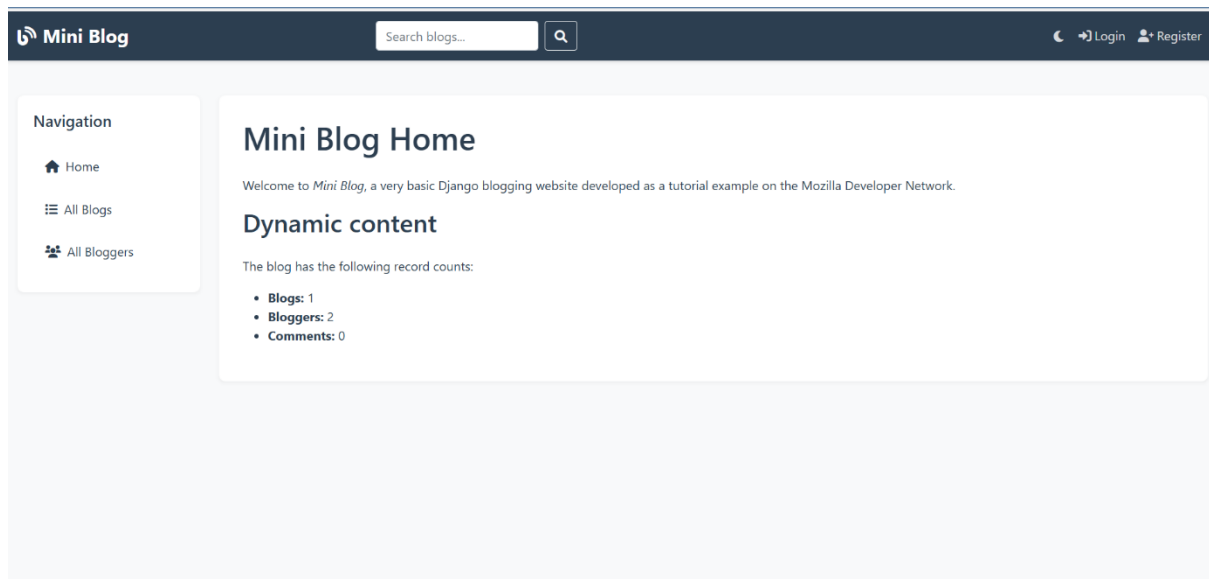 Mini Blog
Search blogs...
Login Register
Navigation
Home
All Blogs
All Bloggers
Mini Blog Home
Welcome to Mini Blog, a very basic Django blogging website developed as a tutorial example on the Mozilla Developer Network.
Dynamic content
The blog has the following record counts:
Blogs: 1
Bloggers: 2
Comments: 0